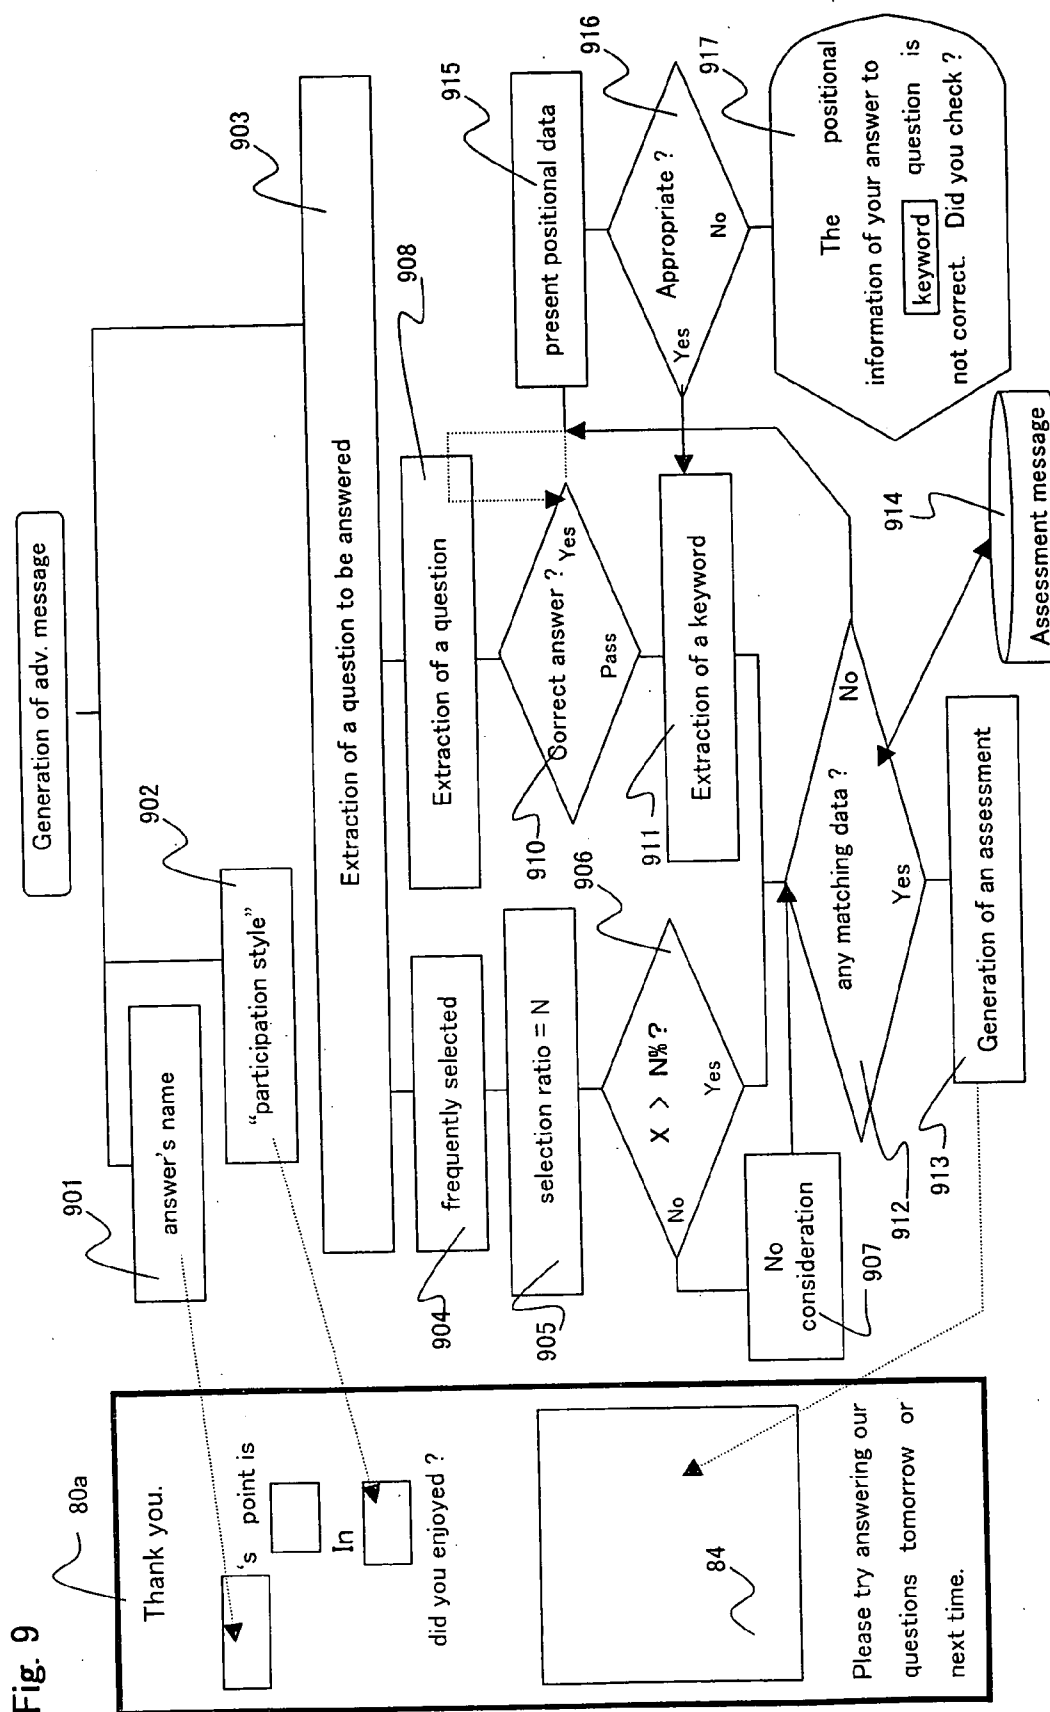 Fig. 9
80a
Thank you.
's point is
In
did you enjoyed ?
84
Please try answering our
questions tomorrow or
next time.
Generation of adv. message
901
answer's name
902
"participation style"
903
Extraction of a question to be answered
904
frequently selected
905
selection ratio = N
906
X > N% ?
No
Yes
907
No
consideration
908
Extraction of a question
910
Correct answer ?
Yes
Pass
911
Extraction of a keyword
912
any matching data ?
No
Yes
913
Generation of an assessment
914
Assessment message
915
present positional data
916
Appropriate ?
Yes
No
917
The positional
information of your answer to
keyword question is
not correct. Did you check ?